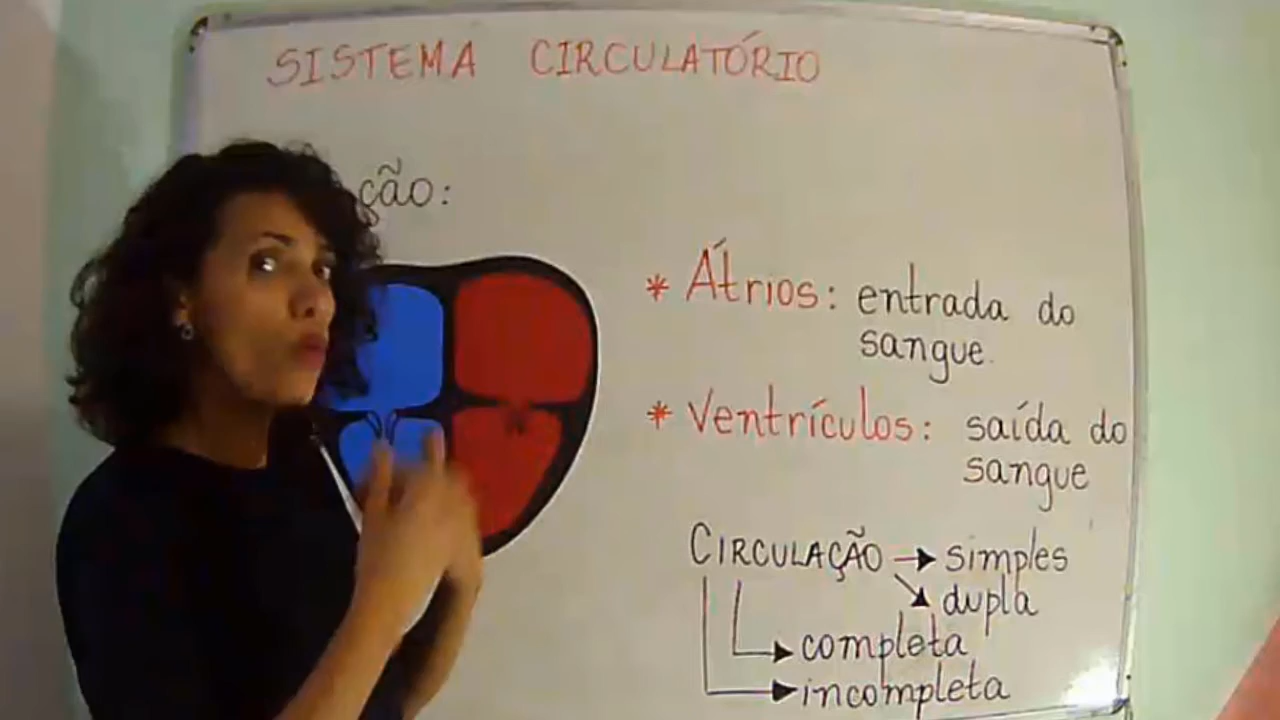 SISTEMA CIRCULATÓRIO
ção:
* Átrios: entrada do
sangue.
* Ventrículos: saída do
sangue
CIRCULAÇÃO → simples
dupla
completa
incompleta